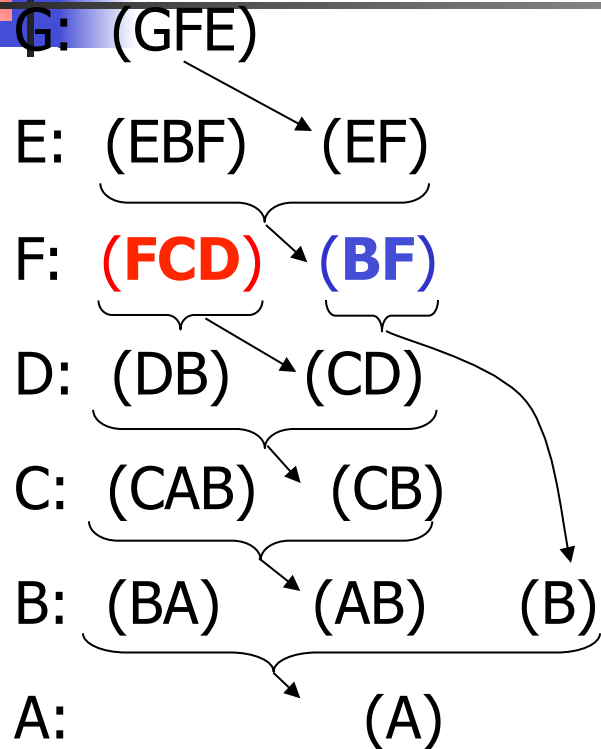 G: (GFE)
E: (EBF) (EF)
F: (FCD) (BF)
D: (DB) (CD)
C: (CAB) (CB)
B: (BA) (AB) (B)
A: (A)